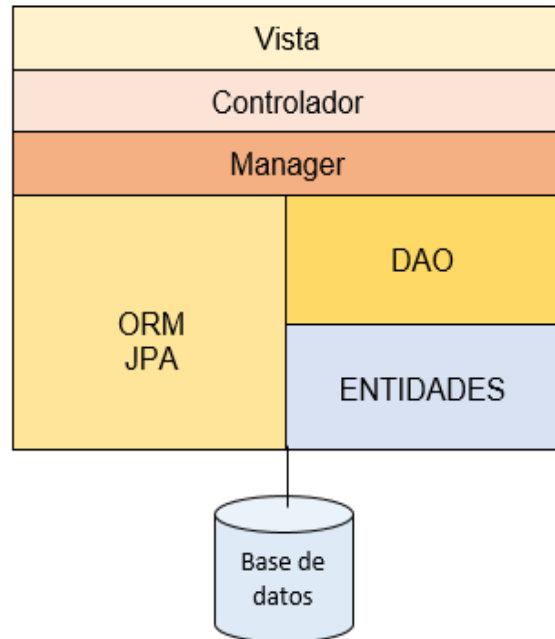 Vista
Controlador
Manager
DAO
ORM
JPA
ENTIDADES
Base de
datos